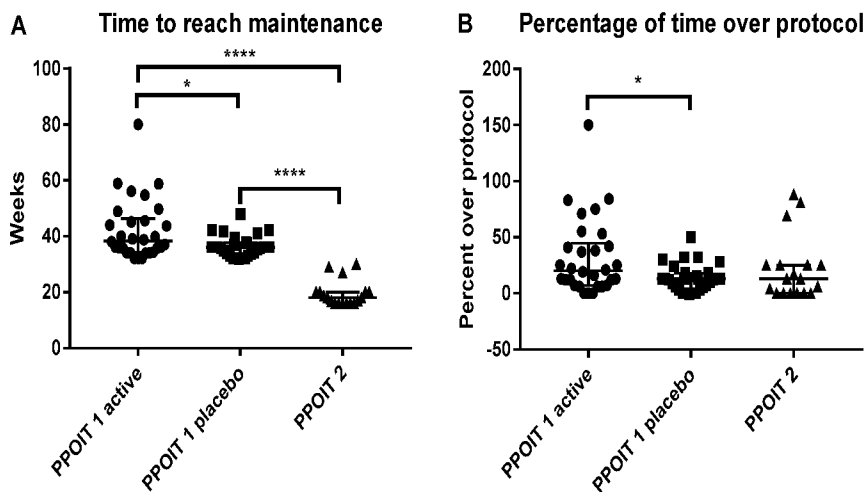 A Time to reach maintenance
****
*
****
Weeks
100
80
60
40
20
0
PPOIT 1 active
PPOIT 1 placebo
PPOIT 2
B Percentage of time over protocol
*
Percent over protocol
200
150
100
50
0
-50
PPOIT 1 active
PPOIT 1 placebo
PPOIT 2